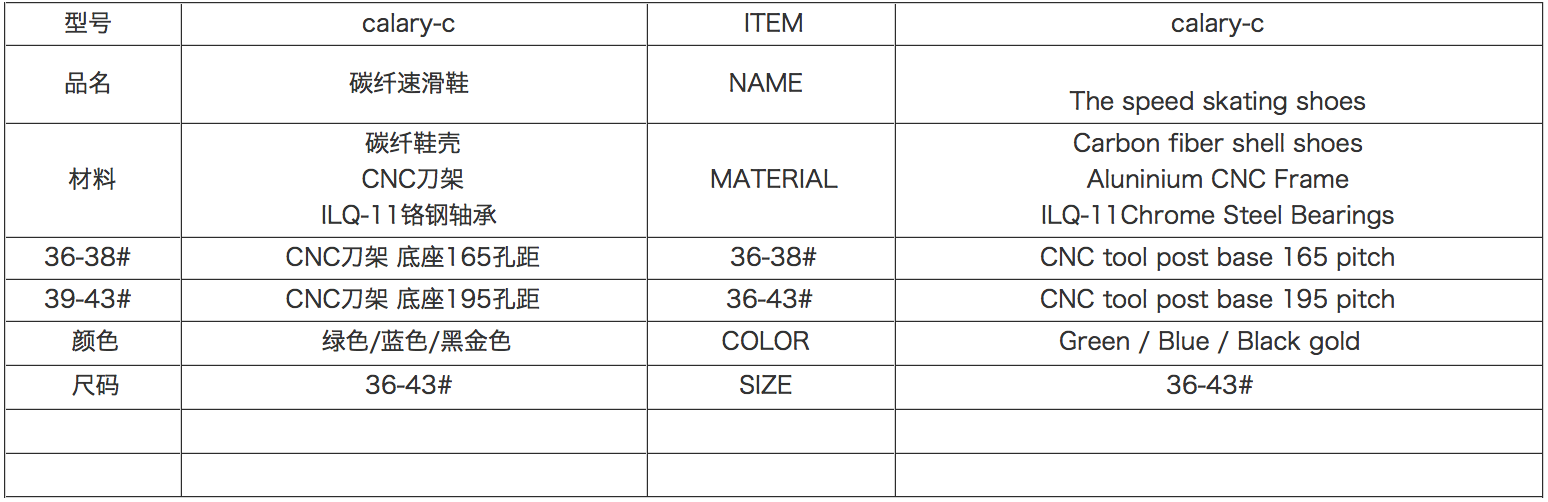 型号 calary-c ITEM calary-c
品名 碳纤速滑鞋 NAME The speed skating shoes
材料 碳纤鞋壳 MATERIAL Carbon fiber shell shoes
CNC刀架 Aluninium CNC Frame
ILQ-11铬钢轴承 ILQ-11Chrome Steel Bearings
36-38# CNC刀架 底座165孔距 36-38# CNC tool post base 165 pitch
39-43# CNC刀架 底座195孔距 36-43# CNC tool post base 195 pitch
颜色 绿色/蓝色/黑金色 COLOR Green / Blue / Black gold
尺码 36-43# SIZE 36-43#